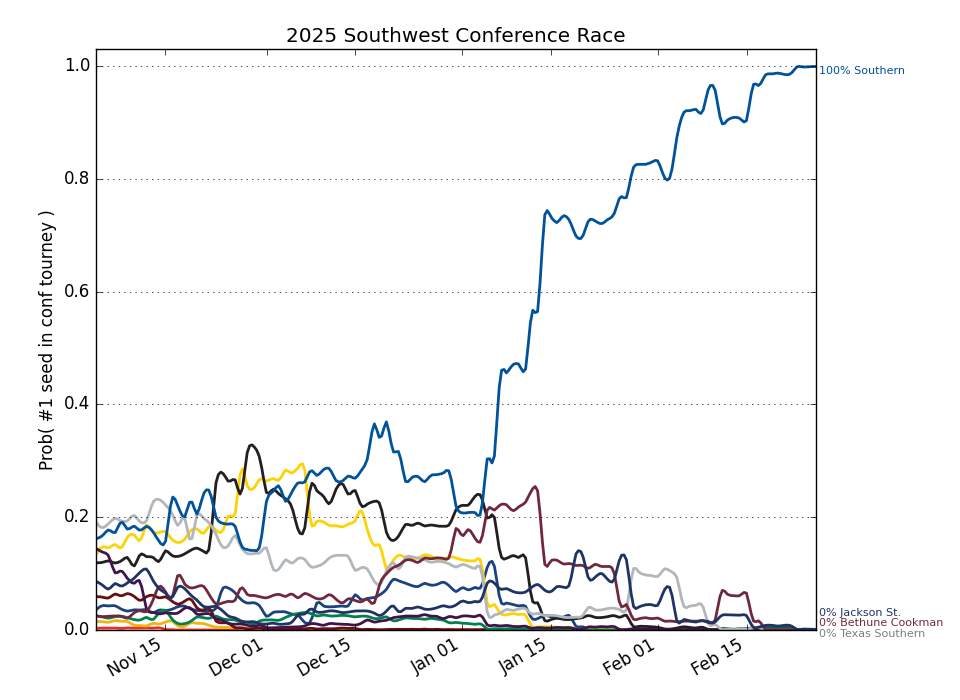 2025 Southwest Conference Race
Prob( #1 seed in conf tourney )
1.0
0.8
0.6
0.4
0.2
0.0
Nov 15
Dec 01
Dec 15
Jan 01
Jan 15
Feb 01
Feb 15
100% Southern
0% Jackson St.
0% Bethune Cookman
0% Texas Southern